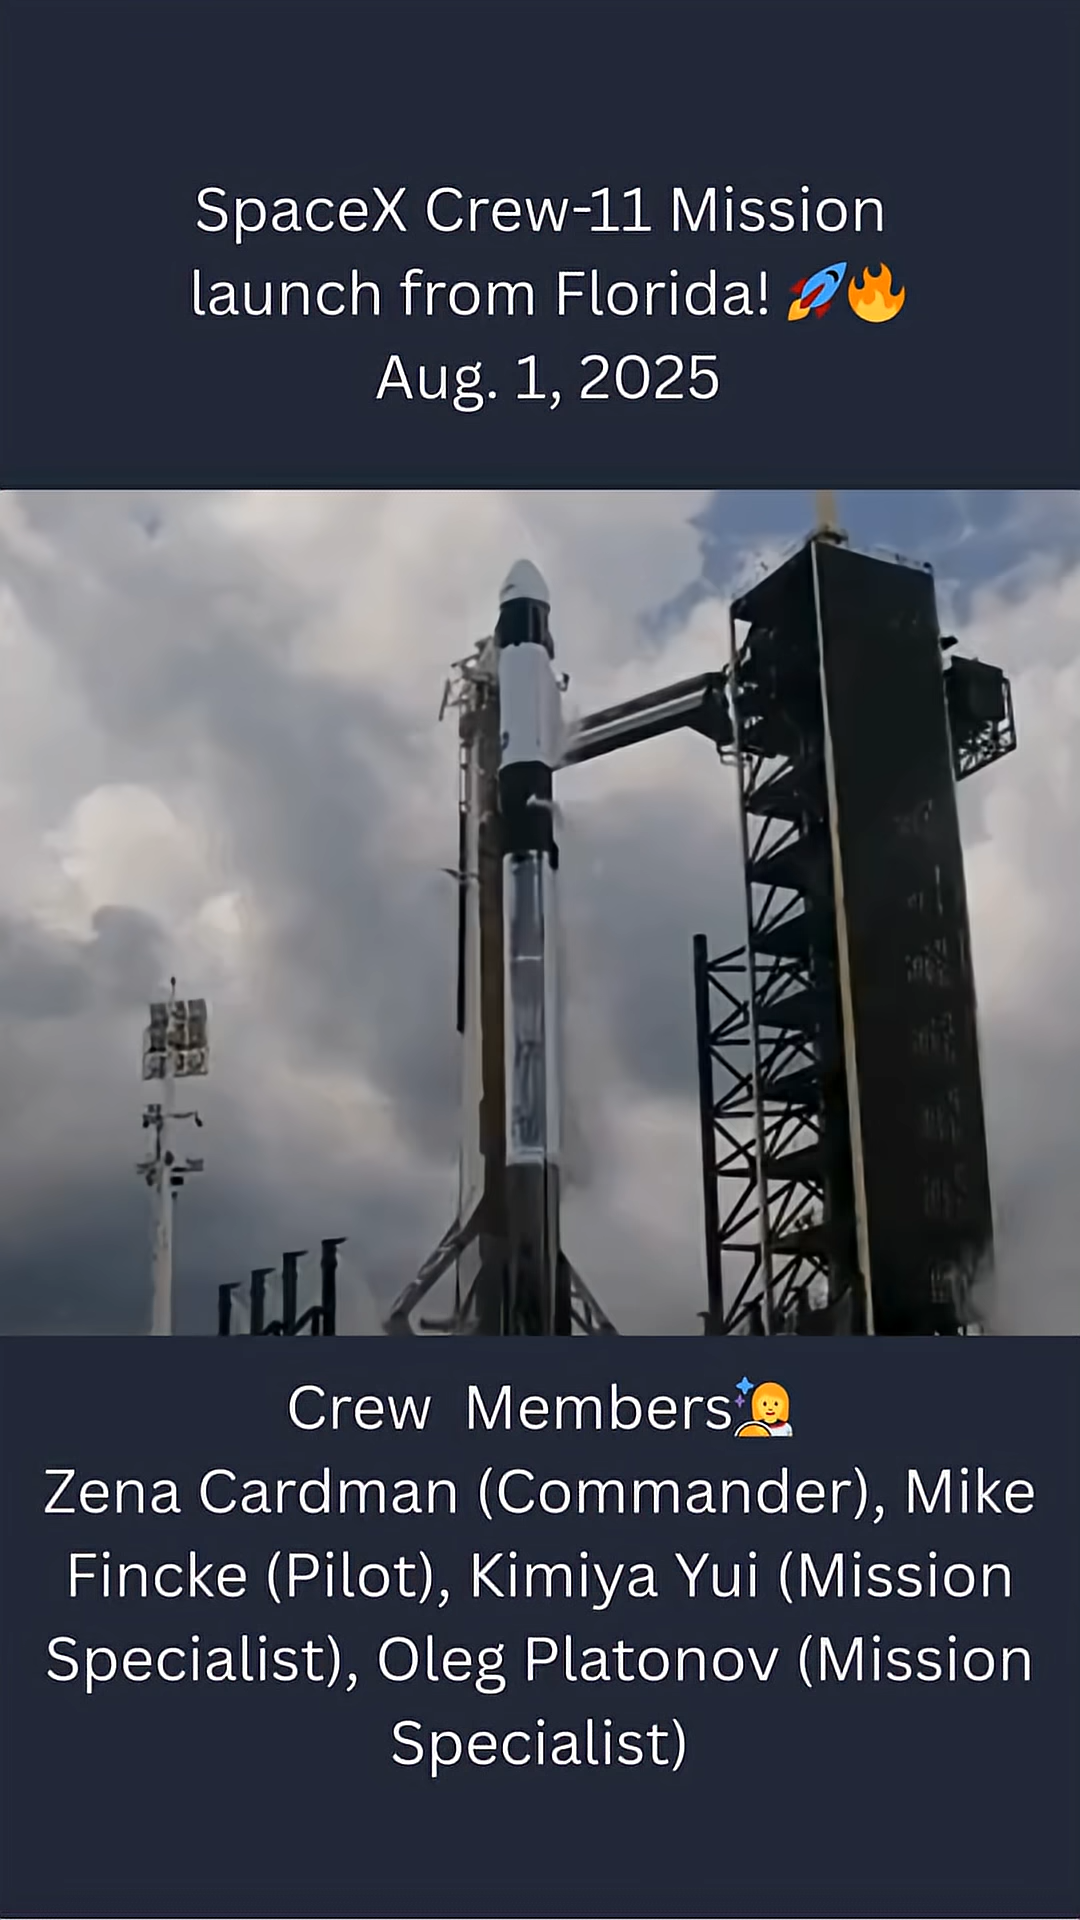 SpaceX Crew-11 Mission
launch from Florida! 🚀🔥
Aug. 1, 2025
Crew  Members👩‍🚀
Zena Cardman (Commander), Mike
Fincke (Pilot), Kimiya Yui (Mission
Specialist), Oleg Platonov (Mission
Specialist)